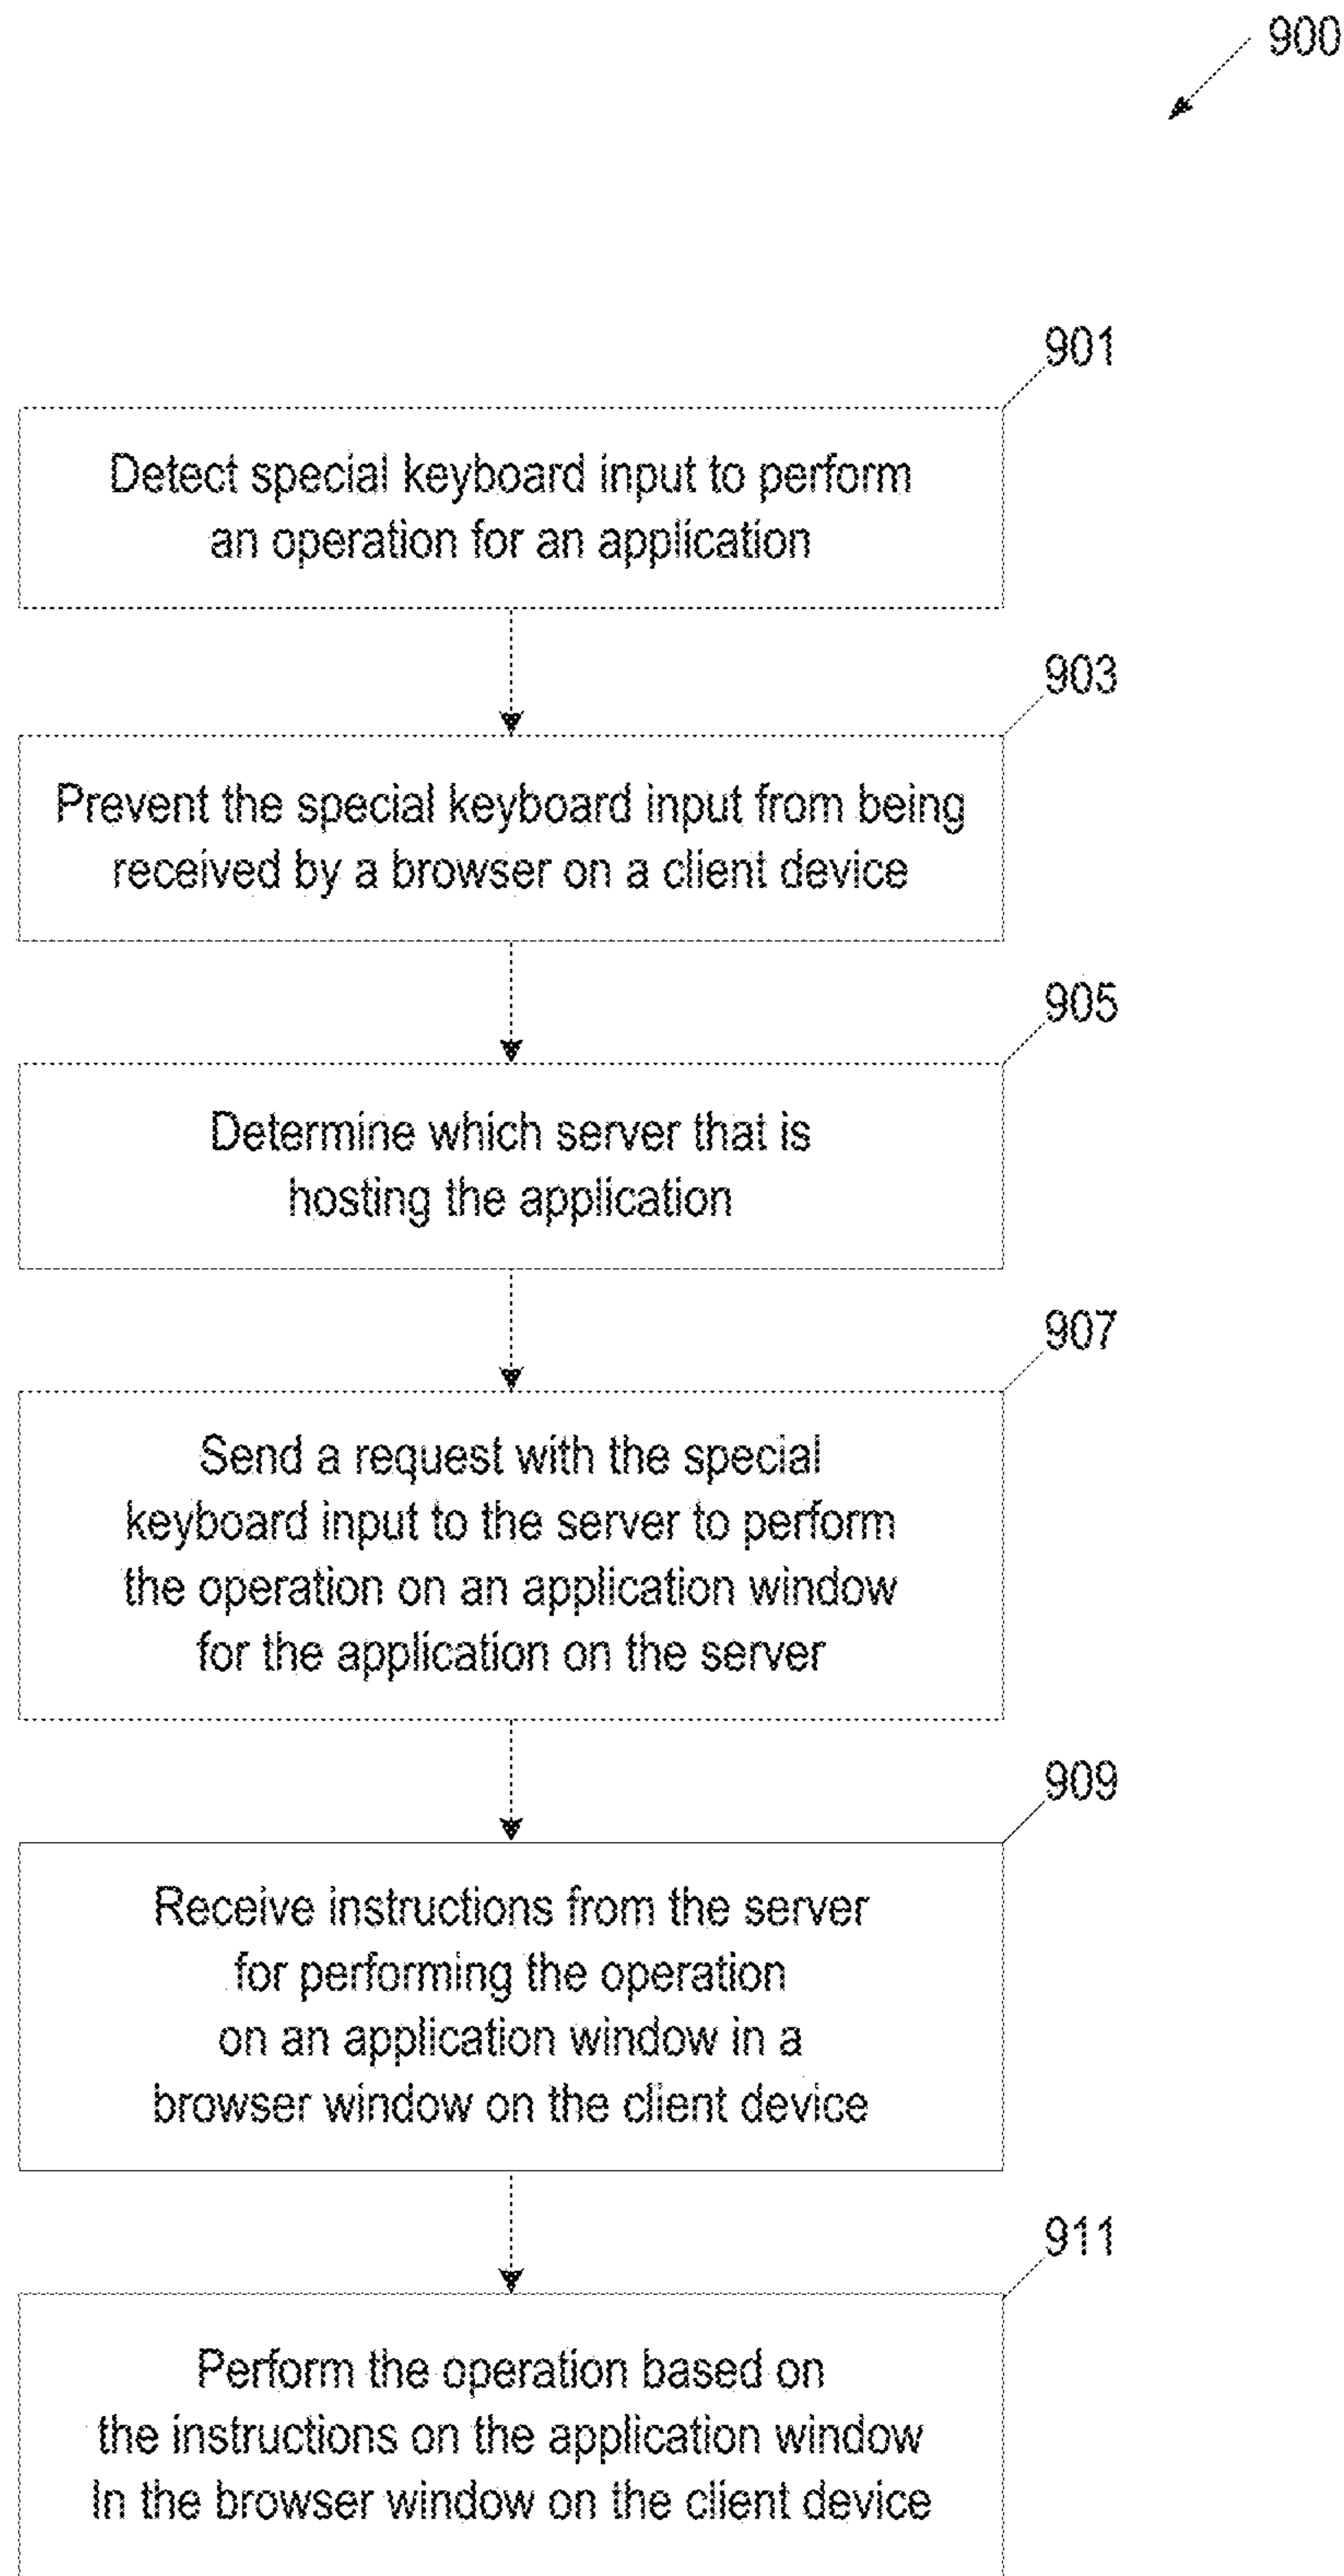 900
901
Detect special keyboard input to perform
an operation for an application
903
Prevent the special keyboard input from being
received by a browser on a client device
905
Determine which server that is
hosting the application
907
Send a request with the special
keyboard input to the server to perform
the operation on an application window
for the application on the server
909
Receive instructions from the server
for performing the operation
on an application window in a
browser window on the client device
911
Perform the operation based on
the instructions on the application window
In the browser window on the client device